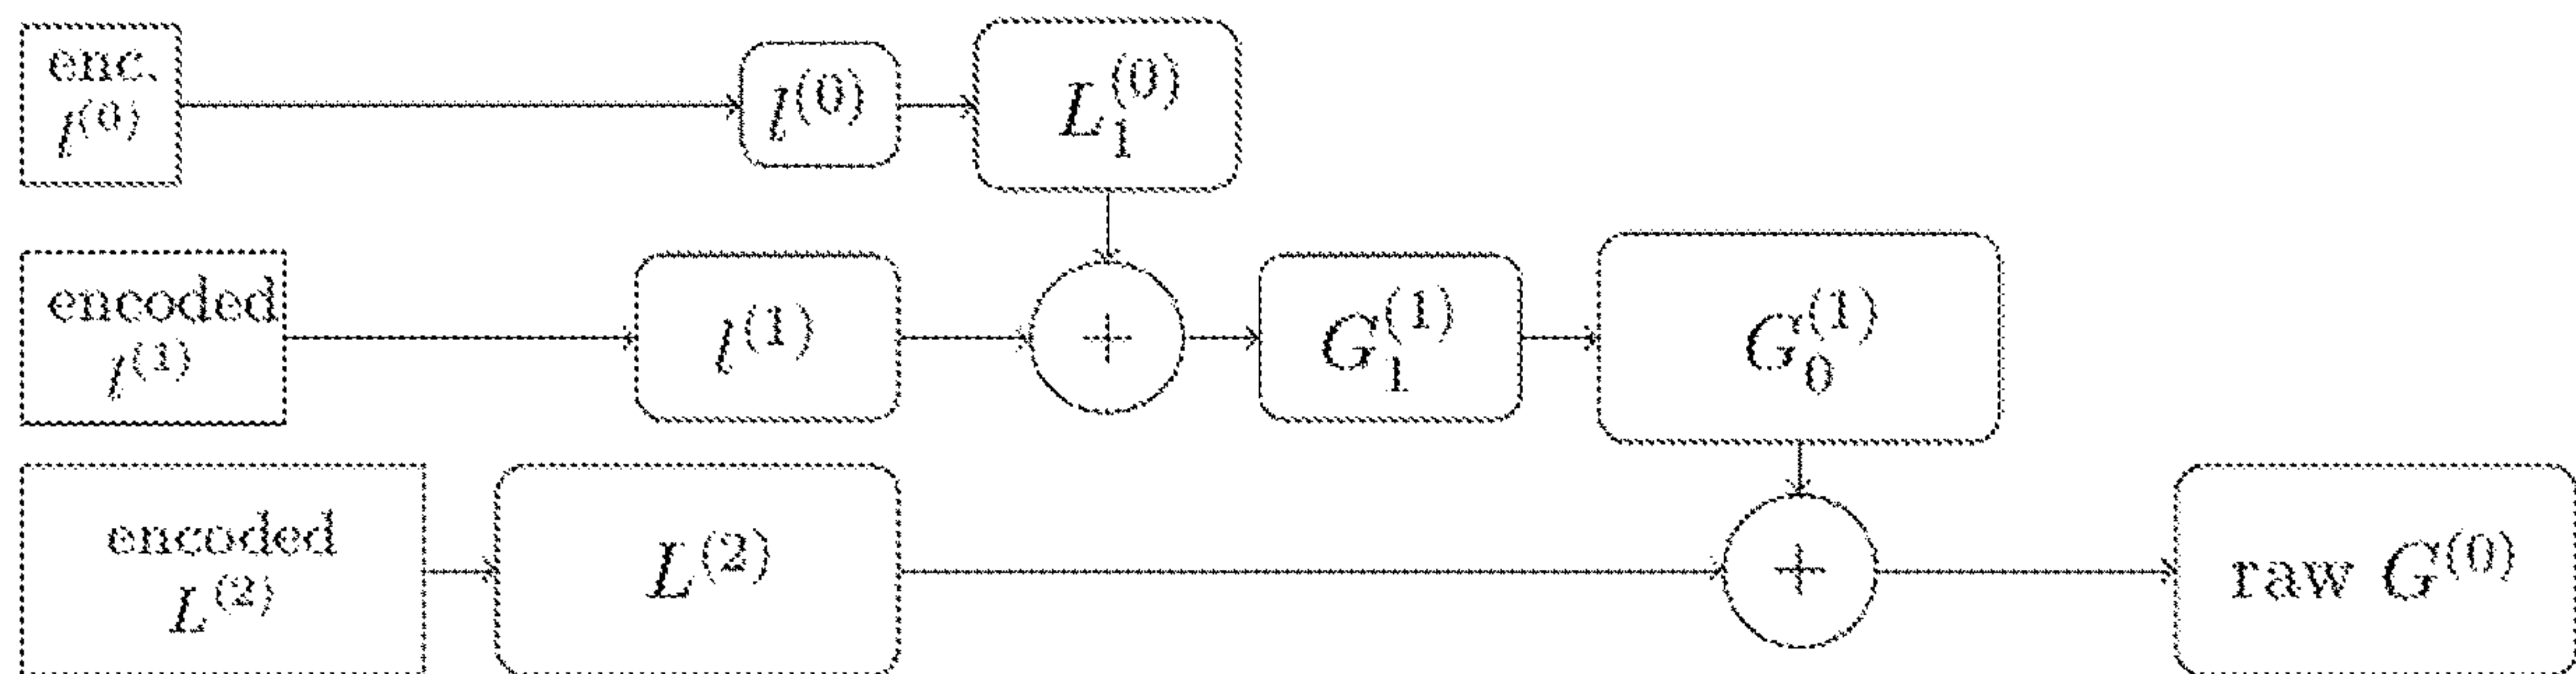 enc.
l^{(0)}
l^{(0)}
L_1^{(0)}
encoded
l^{(1)}
l^{(1)}
+
G_1^{(1)}
G_0^{(1)}
encoded
L^{(2)}
L^{(2)}
+
raw G^{(0)}